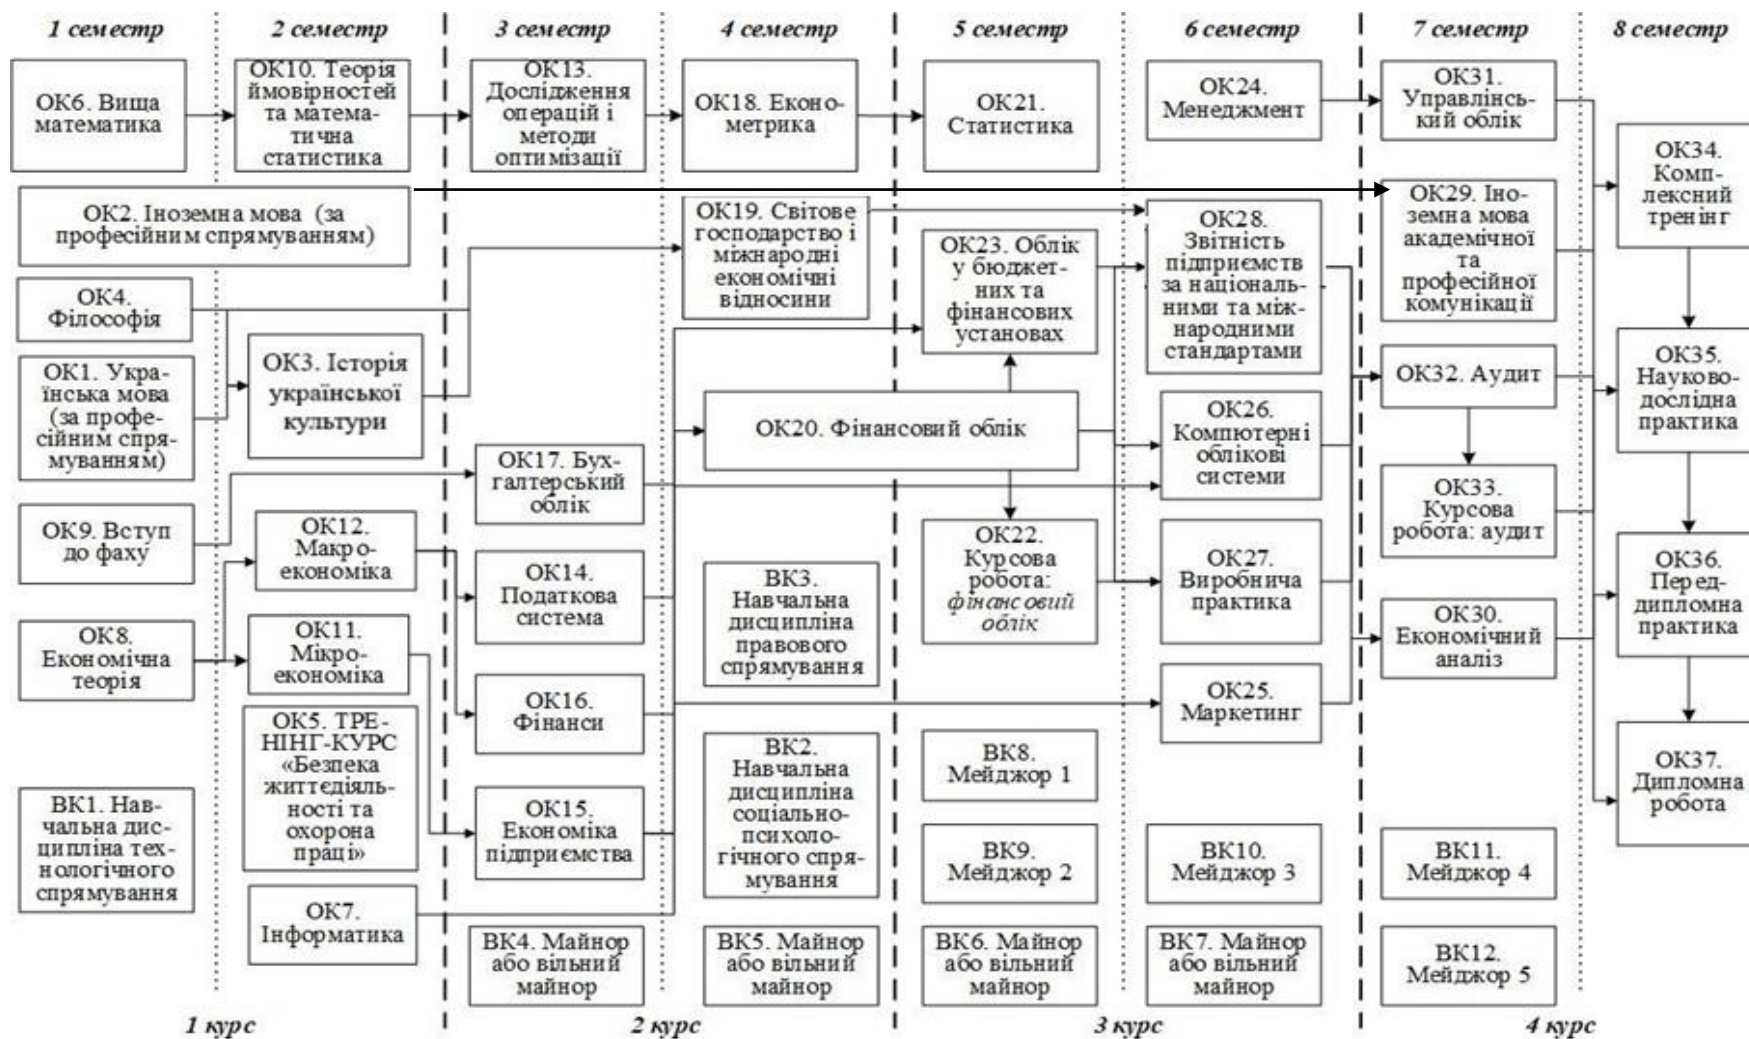 1 семестр
2 семестр
3 семестр
4 семестр
5 семестр
6 семестр
7 семестр
8 семестр
ОК6. Вища
математика
ОК2. Іноземна мова (за
професійним спрямуванням)
ОК4.
Філософія
ОК1. Укра-
їнська мова
(за профе-
сійним спря-
муванням)
ОК9. Вступ
до фаху
ОК8.
Економічна
теорія
ВК1. Нав-
чальна дис-
ципліна тех-
нологічного
спрямування
ОК10. Теорія
ймовірностей
та матема-
тична
статистика
ОК3. Історія
української
культури
ОК12.
Макро-
економіка
ОК11.
Мікро-
економіка
ОК5. ТРЕ-
НІНГ-КУРС
«Безпека
життєдіяль-
ності та
охорона
праці»
ОК7.
Інформатика
ОК13.
Дослідження
операцій і
методи
оптимізації
ОК17. Бух-
галтерський
облік
ОК14.
Податкова
система
ОК16.
Фінанси
ОК15.
Економіка
підприємства
ВК4. Майнор
або вільний
майнор
ОК18. Еконо-
метрика
ОК19. Світове
господарство і
міжнародні
економічні
відносини
ОК20. Фінансовий облік
ВК3.
Навчальна
дисципліна
правового
спрямування
ВК2.
Навчальна
дисципліна
соціально-
психоло-
гічного спря-
мування
ВК5. Майнор
або вільний
майнор
ОК21.
Статистика
ОК23. Облік
у бюджет-
них та
фінансових
установах
ОК22.
Курсова
робота:
фінансовий
облік
ВК8.
Мейджор 1
ВК9.
Мейджор 2
ВК6. Майнор
або вільний
майнор
ОК24.
Менеджмент
ОК28.
Звітність
підприємств
за національ-
ними та між-
народними
стандартами
ОК26.
Компютерні
облікові
системи
ОК27.
Виробнича
практика
ОК25.
Маркетинг
ВК10.
Мейджор 3
ВК7. Майнор
або вільний
майнор
ОК31.
Управлінсь-
кий облік
ОК29. Іно-
земна мова
академічної
та
професійної
комунікації
ОК32. Аудит
ОК33.
Курсова
робота: аудит
ОК30.
Економічний
аналіз
ВК11.
Мейджор 4
ВК12.
Мейджор 5
ОК34.
Комп-
лексний
тренінг
ОК35.
Науково-
дослідна
практика
ОК36.
Перед-
дипломна
практика
ОК37.
Дипломна
робота
1 курс
2 курс
3 курс
4 курс